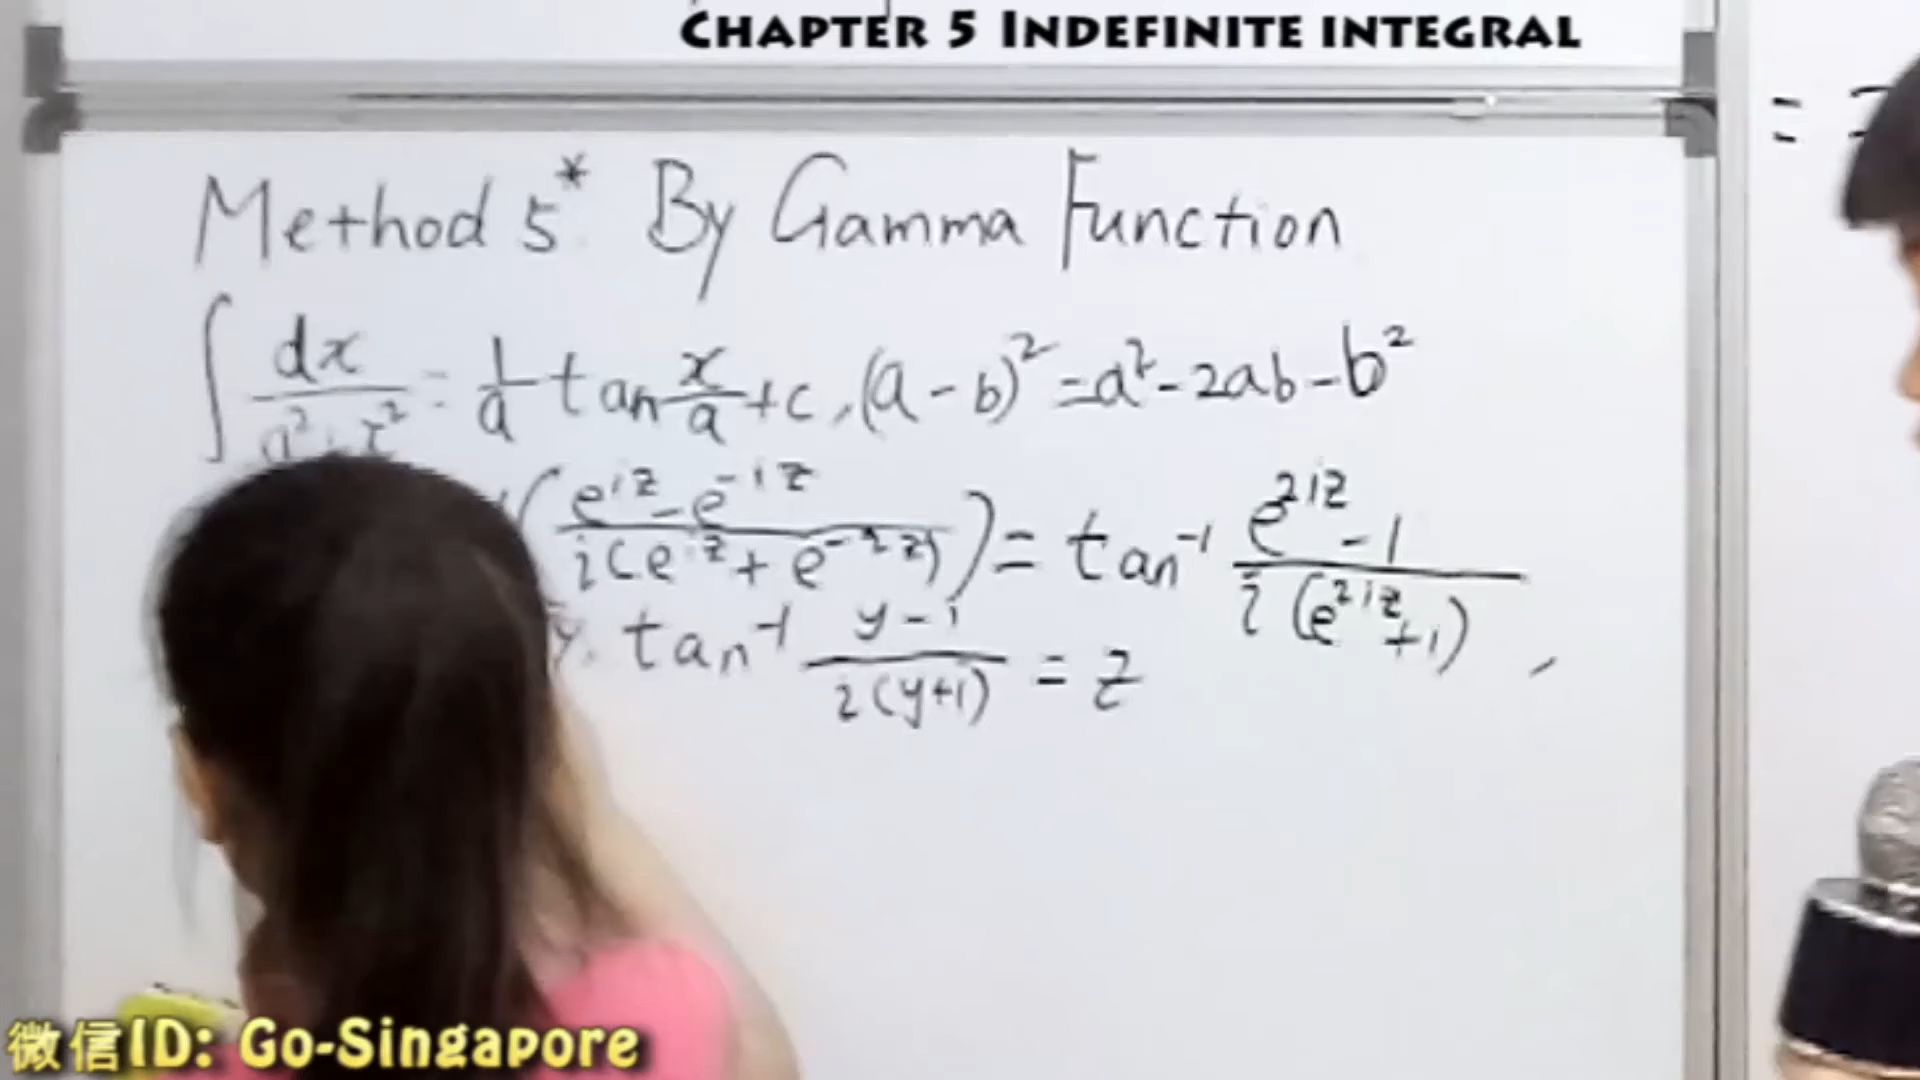 CHAPTER 5 INDEFINITE INTEGRAL
Method 5* By Gamma Function
∫ dx/(a²+x²) = 1/a tan x/a + c, (a-b)² = a² - 2ab - b²
(e^iz - e^-iz / i(e^iz + e^-iz)) = tan⁻¹ e^2iz - 1 / i(e^2iz + 1) ,
y. tan⁻¹ y-1 / i(y+1) = z
微信ID: Go-Singapore